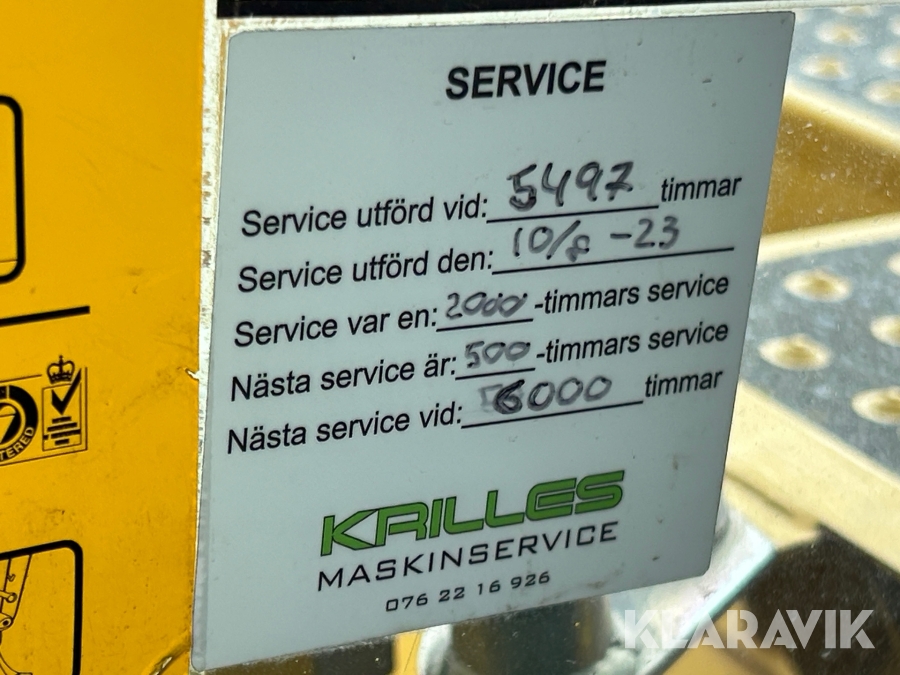 SERVICE
Service utförd vid: 5497 timmar
Service utförd den: 10/8 -23
Service var en: 2000 -timmars service
Nästa service är: 500 -timmars service
Nästa service vid: 6000 timmar
KRILLES
MASKINSERVICE
076 22 16 926
KLARAVIK